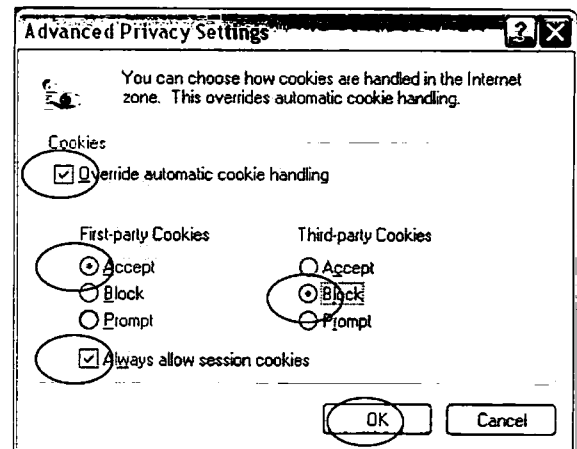 Advanced Privacy Settings
You can choose how cookies are handled in the Internet
zone. This overrides automatic cookie handling.
Cookies
Override automatic cookie handling
First-party Cookies Third-party Cookies
Accept Accept
Block Block
Prompt Prompt
Always allow session cookies
OK Cancel